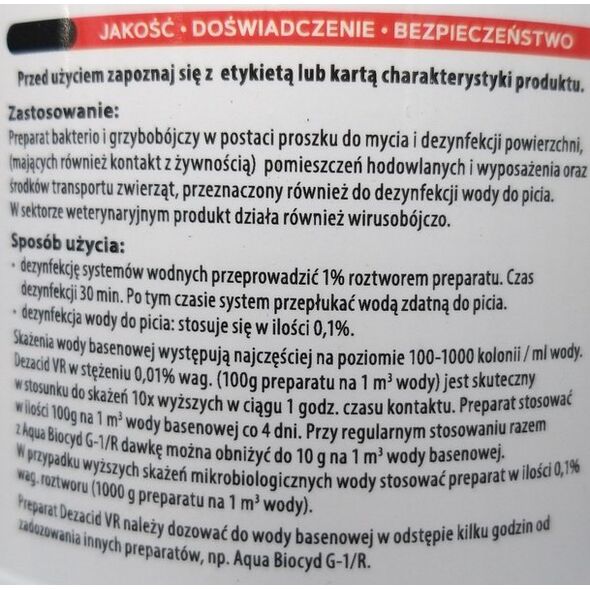 JAKOŚĆ • DOŚWIADCZENIE • BEZPIECZEŃSTWO
Przed użyciem zapoznaj się z etykietą lub kartą charakterystyki produktu.
Zastosowanie:
Preparat bakterio i grzybobójczy w postaci proszku do mycia i dezynfekcji powierzchni,
(mających również kontakt z żywnością) pomieszczeń hodowlanych i wyposażenia oraz
środków transportu zwierząt, przeznaczony również do dezynfekcji wody do picia.
W sektorze weterynaryjnym produkt działa również wirusobójczo.
Sposób użycia:
• dezynfekcję systemów wodnych przeprowadzić 1% roztworem preparatu. Czas
dezynfekcji 30 min. Po tym czasie system przepłukać wodą zdatną do picia.
• dezynfekcja wody do picia: stosuje się w ilości 0,1%.
Skażenia wody basenowej występują najczęściej na poziomie 100-1000 kolonii / ml wody.
Dezacid VR w stężeniu 0,01% wag. (100g preparatu na 1 m³ wody) jest skuteczny
w stosunku do skażeń 10x wyższych w ciągu 1 godz. czasu kontaktu. Preparat stosować
w ilości 100g na 1 m³ wody basenowej co 4 dni. Przy regularnym stosowaniu razem
z Aqua Biocyd G-1/R dawkę można obniżyć do 10 g na 1 m³ wody basenowej.
W przypadku wyższych skażeń mikrobiologicznych wody stosować preparat w ilości 0,1%
wag. roztworu (1000 g preparatu na 1 m³ wody).
Preparat Dezacid VR należy dozować do wody basenowej w odstępie kilku godzin od
zadozowania innych preparatów, np. Aqua Biocyd G-1/R.